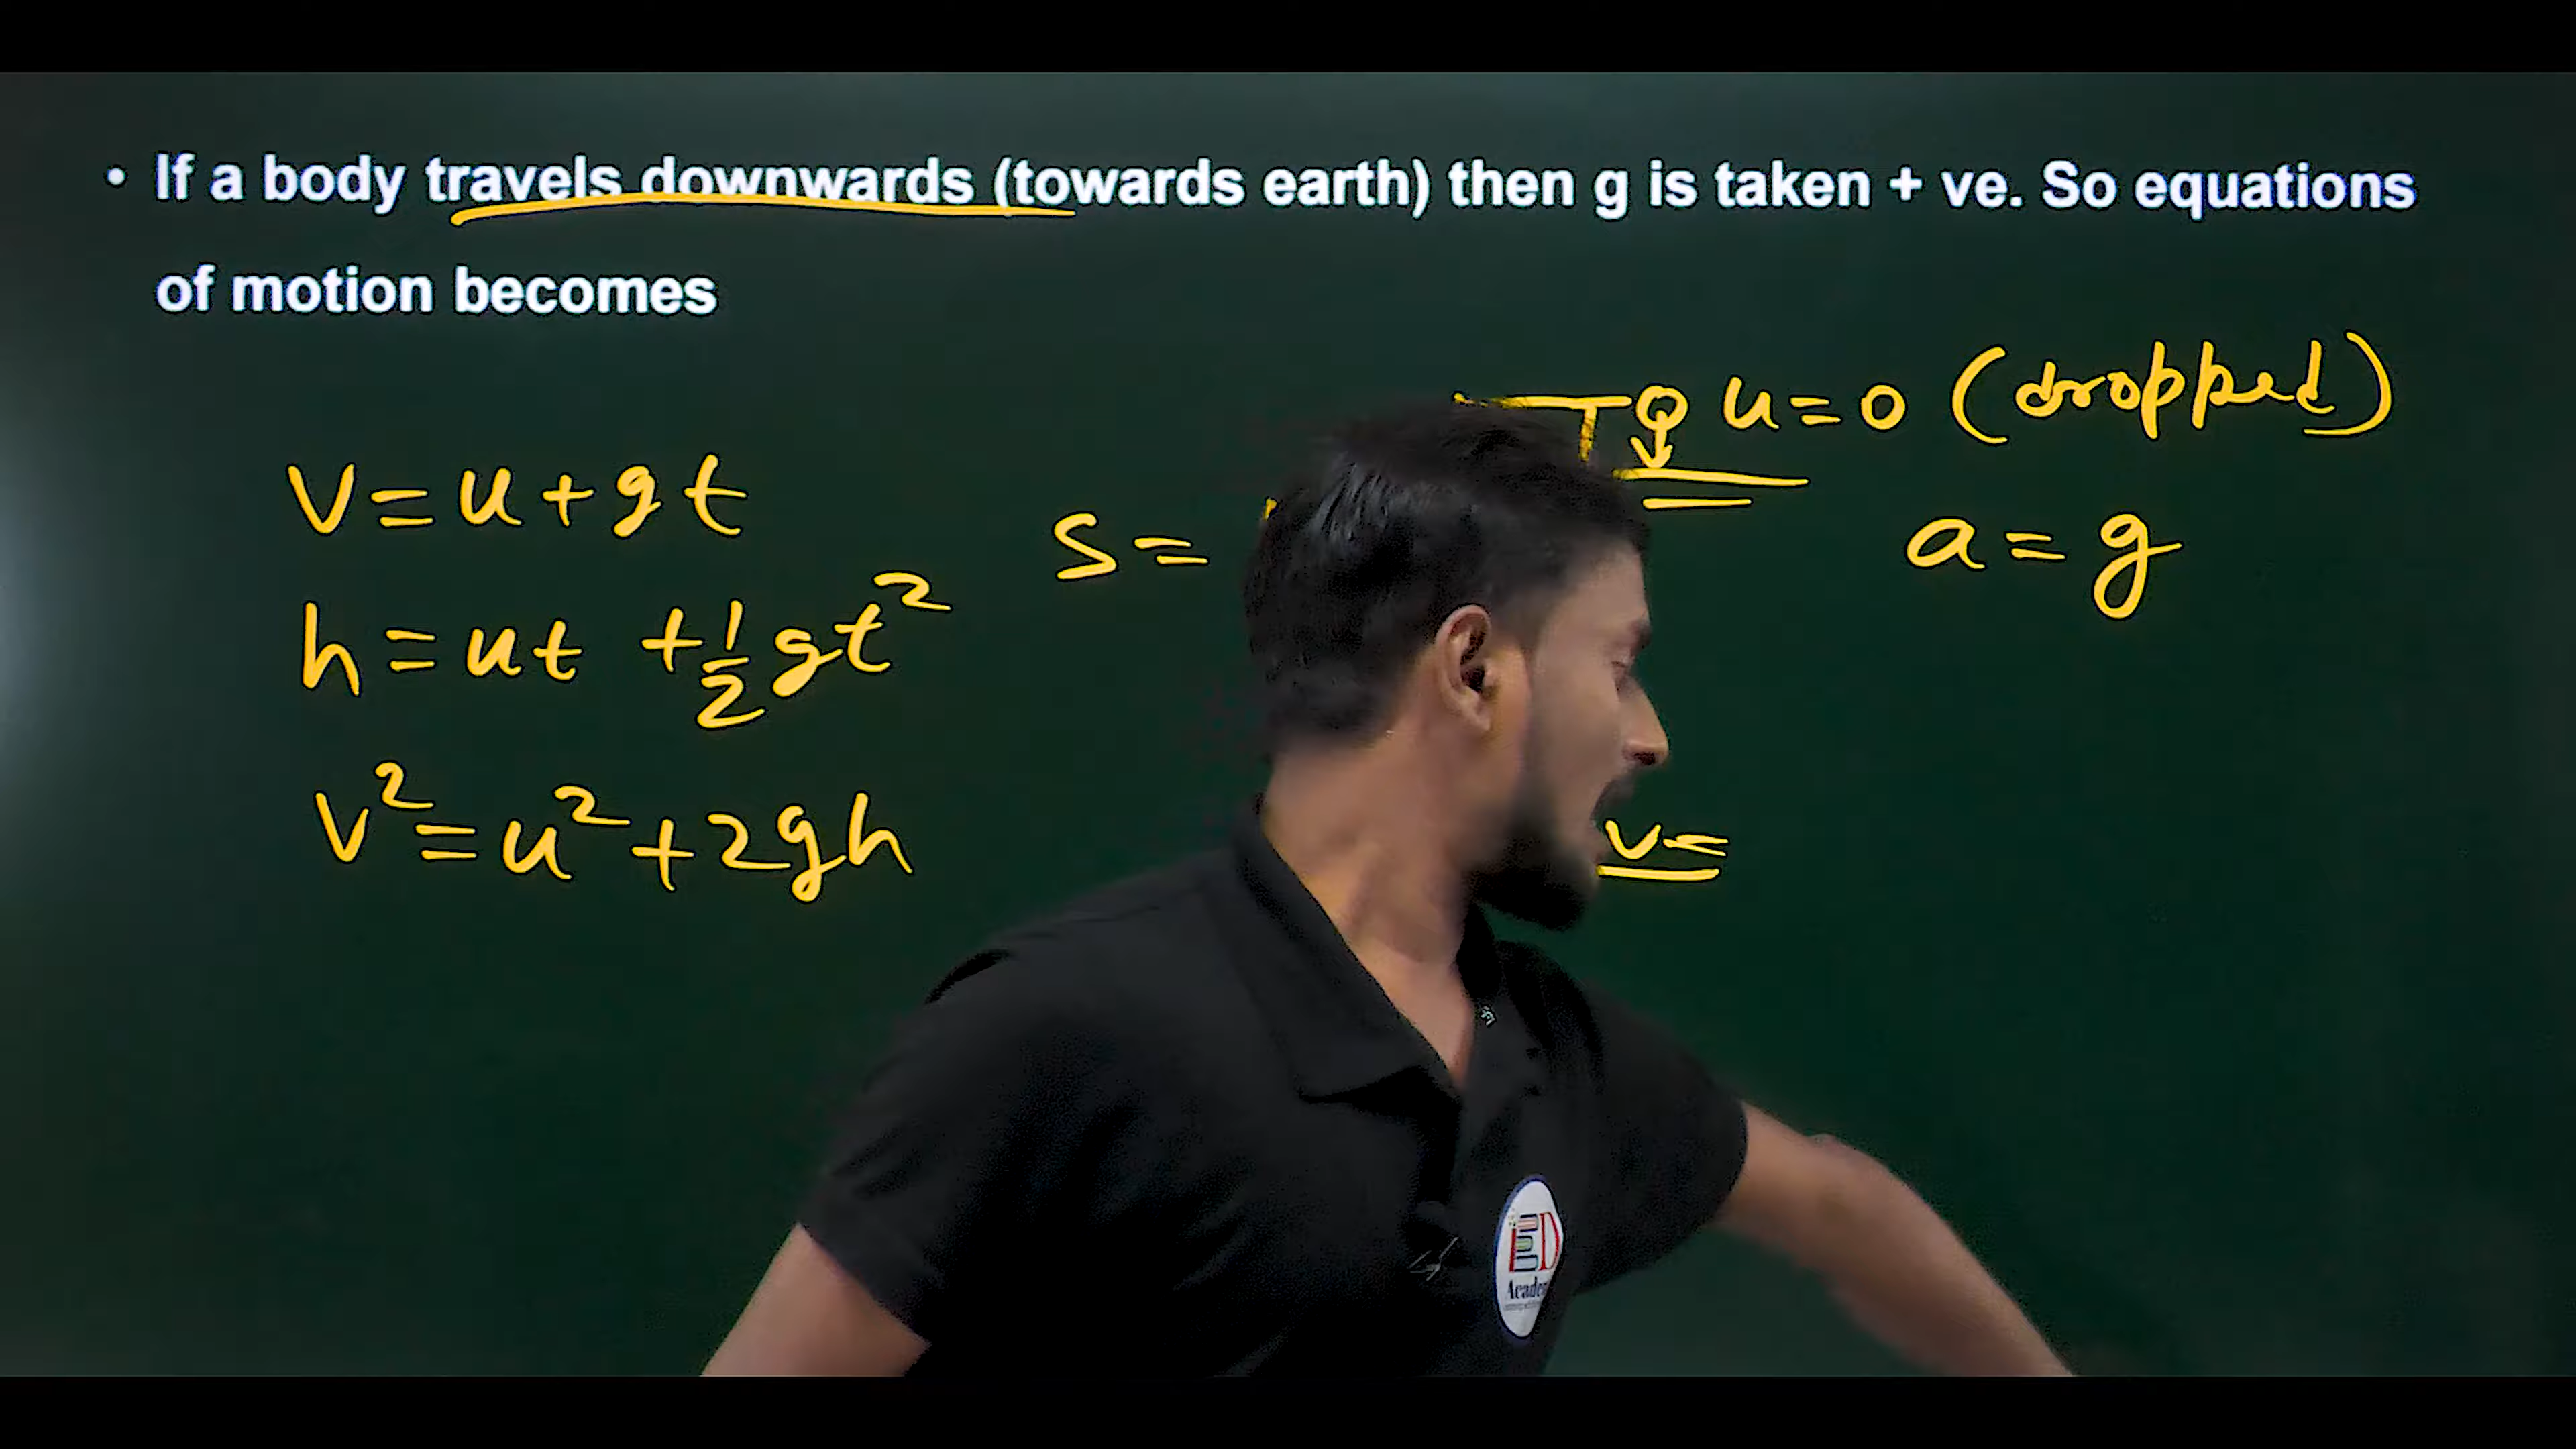 • If a body travels downwards (towards earth) then g is taken + ve. So equations
of motion becomes
u=0 (dropped)
v=u+gt
s=
a=g
h=ut +½gt²
v²=u²+2gh
v=
ED